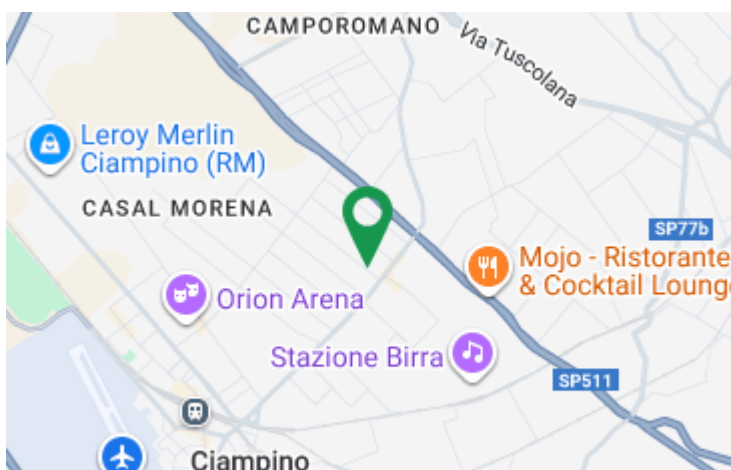 CAMPOROMANO
Via Tuscolana
Leroy Merlin
Ciampino (RM)
CASAL MORENA
SP77b
Mojo - Ristorante
& Cocktail Loung
Orion Arena
Stazione Birra
SP511
Ciampino